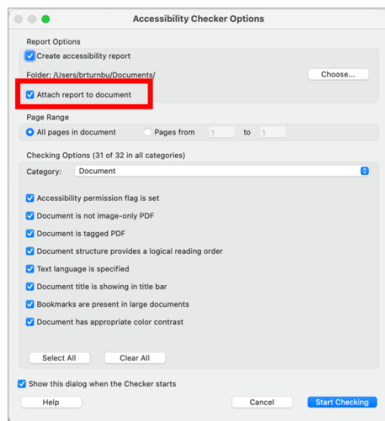 Accessibility Checker Options
Report Options
Create accessibility report
Folder: /Users/brturnbu/Documents/ Choose...
Attach report to document
Page Range
All pages in document Pages from 1 to 1
Checking Options (31 of 32 in all categories)
Category: Document
Accessibility permission flag is set
Document is not image-only PDF
Document is tagged PDF
Document structure provides a logical reading order
Text language is specified
Document title is showing in title bar
Bookmarks are present in large documents
Document has appropriate color contrast
Select All Clear All
Show this dialog when the Checker starts
Help Cancel Start Checking